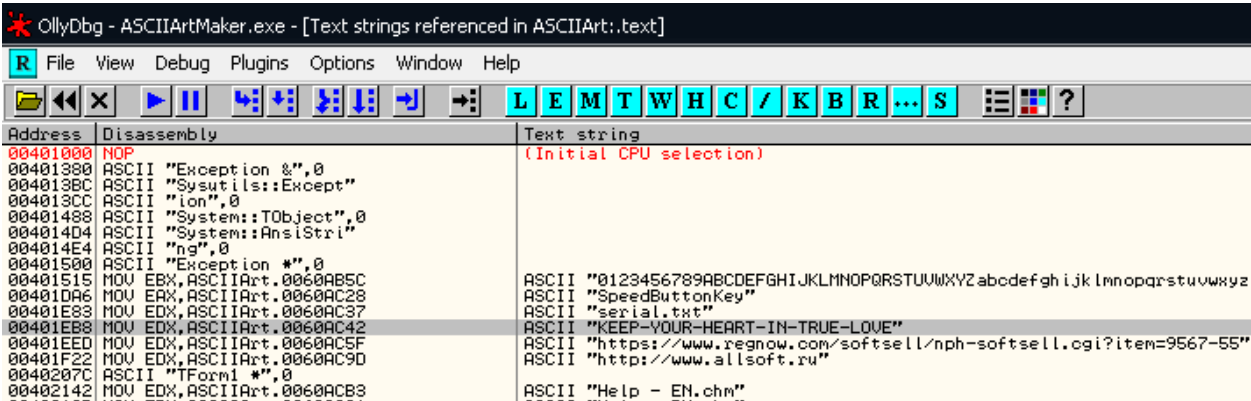 OllyDbg - ASCIIArtMaker.exe - [Text strings referenced in ASCIIArt:.text]
R File View Debug Plugins Options Window Help
L E M T W H C / K B R ... S ?
Address Disassembly Text string
00401000 NOP (Initial CPU selection)
00401380 ASCII "Exception &",0
004013BC ASCII "Sysutils::Except"
004013CC ASCII "ion",0
00401488 ASCII "System::TObject",0
004014D4 ASCII "System::AnsiStri"
004014E4 ASCII "ng",0
00401500 ASCII "Exception *",0
00401515 MOV EBX,ASCIIArt.0060AB5C ASCII "0123456789ABCDEFGHIJKLMNOPQRSTUVWXYZabcdefghijklmnopqrstuvwxyz
00401DA6 MOV EAX,ASCIIArt.0060AC28 ASCII "SpeedButtonKey"
00401E83 MOV EDX,ASCIIArt.0060AC37 ASCII "serial.txt"
00401EB8 MOV EDX,ASCIIArt.0060AC42 ASCII "KEEP-YOUR-HEART-IN-TRUE-LOVE"
00401EED MOV EDX,ASCIIArt.0060AC5F ASCII "https://www.regnow.com/softsell/nph-softsell.cgi?item=9567-55"
00401F22 MOV EDX,ASCIIArt.0060AC9D ASCII "http://www.allsoft.ru"
0040207C ASCII "TForm1 *",0
00402142 MOV EDX,ASCIIArt.0060ACB3 ASCII "Help - EN.chm"